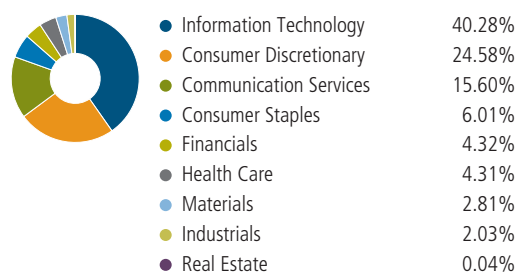 Information Technology 40.28%
Consumer Discretionary 24.58%
Communication Services 15.60%
Consumer Staples 6.01%
Financials 4.32%
Health Care 4.31%
Materials 2.81%
Industrials 2.03%
Real Estate 0.04%